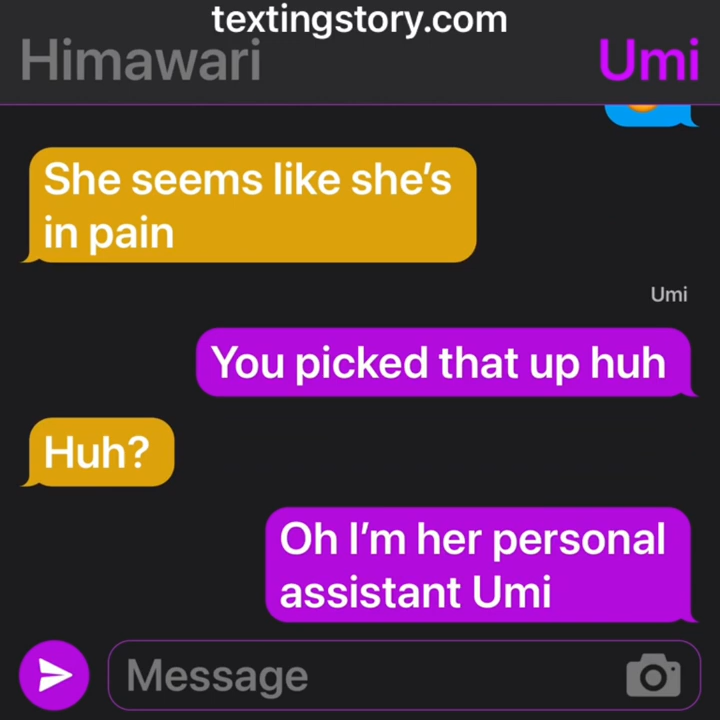 textingstory.com
Himawari
Umi
She seems like she's
in pain
Umi
You picked that up huh
Huh?
Oh I'm her personal
assistant Umi
Message